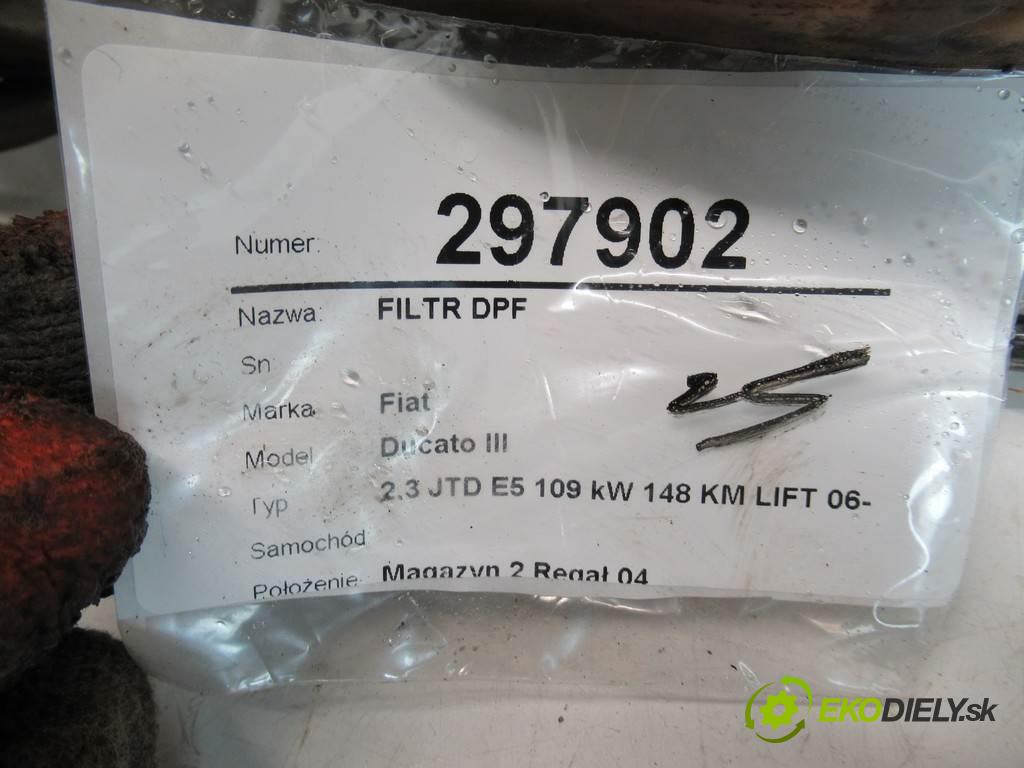 Numer: 297902
Nazwa: FILTR DPF
Sn
Marka Fiat
Model Ducato III
Typ 2.3 JTD E5 109 kW 148 KM LIFT 06-
Samochód
Położenie: Magazyn 2 Regał 04
EKODIELY.sk